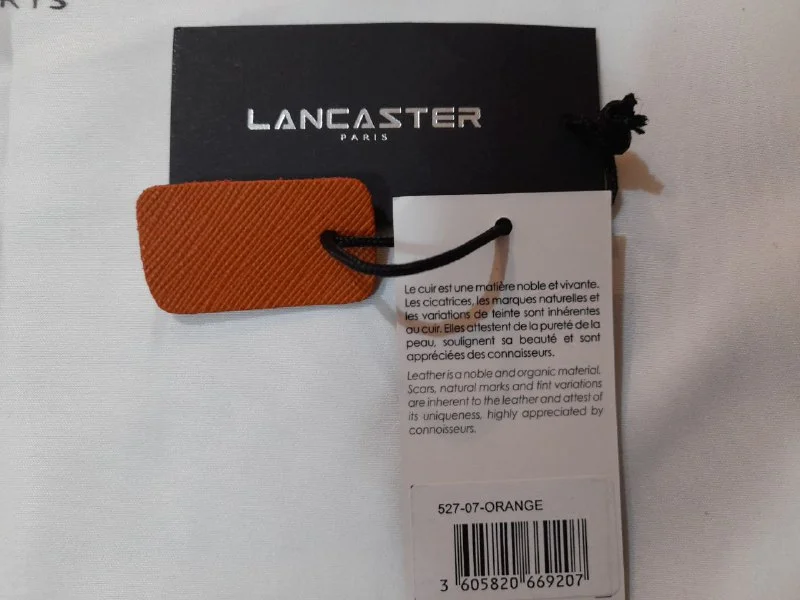 RTS
LANCASTER
PARIS
Le cuir est une matière noble et vivante.
Les cicatrices, les marques naturelles et
les variations de teinte sont inhérentes
au cuir. Elles attestent de la pureté de la
peau, soulignent sa beauté et sont
appréciées des connaisseurs.
Leather is a noble and organic material.
Scars, natural marks and tint variations
are inherent to the leather and attest of
its uniqueness, highly appreciated by
connoisseurs.
527-07-ORANGE
3 605820 669207